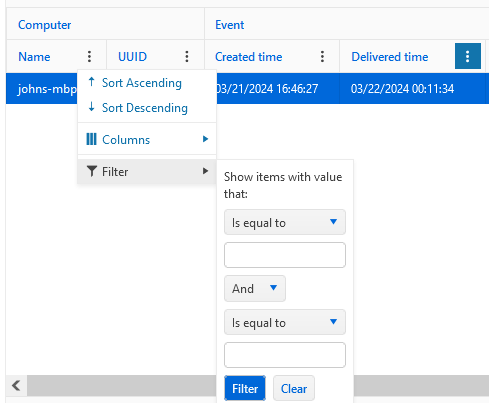 Computer Event
Name UUID Created time Delivered time
johns-mbp 03/21/2024 16:46:27 03/22/2024 00:11:34
Sort Ascending
Sort Descending
Columns
Filter
Show items with value
that:
Is equal to
And
Is equal to
Filter Clear